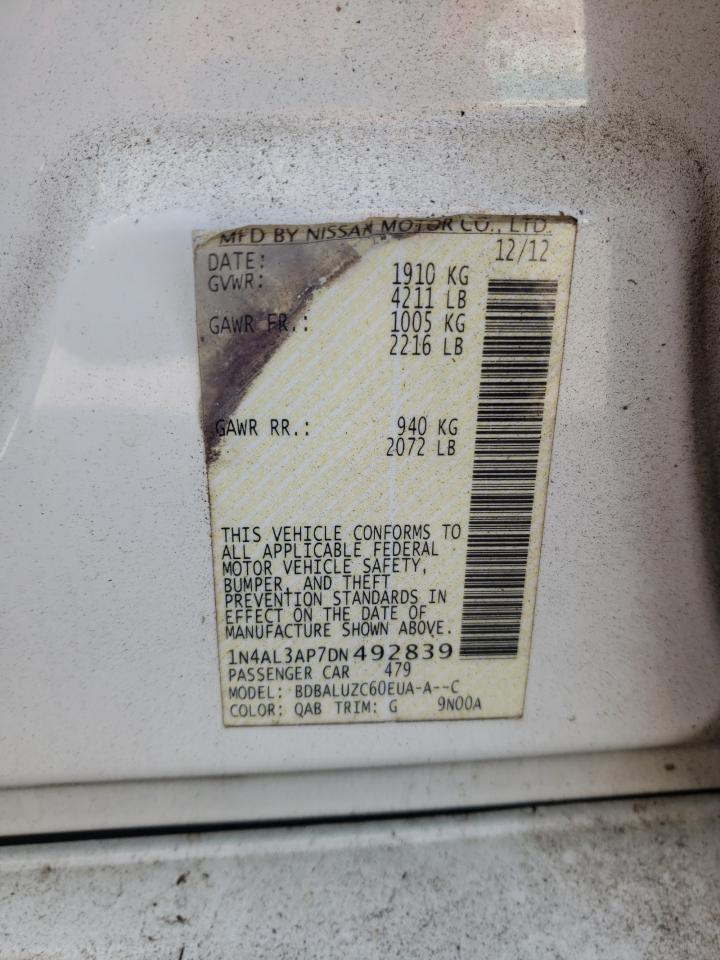 MFD BY NISSAN MOTOR CO., LTD.
DATE: 12/12
GVWR: 1910 KG
4211 LB
GAWR FR.: 1005 KG
2216 LB
GAWR RR.: 940 KG
2072 LB
THIS VEHICLE CONFORMS TO
ALL APPLICABLE FEDERAL
MOTOR VEHICLE SAFETY,
BUMPER, AND THEFT
PREVENTION STANDARDS IN
EFFECT ON THE DATE OF
MANUFACTURE SHOWN ABOVE.
1N4AL3AP7DN492839
PASSENGER CAR 479
MODEL: BDBALUZC60EUA-A--C
COLOR: QAB TRIM: G 9N00A